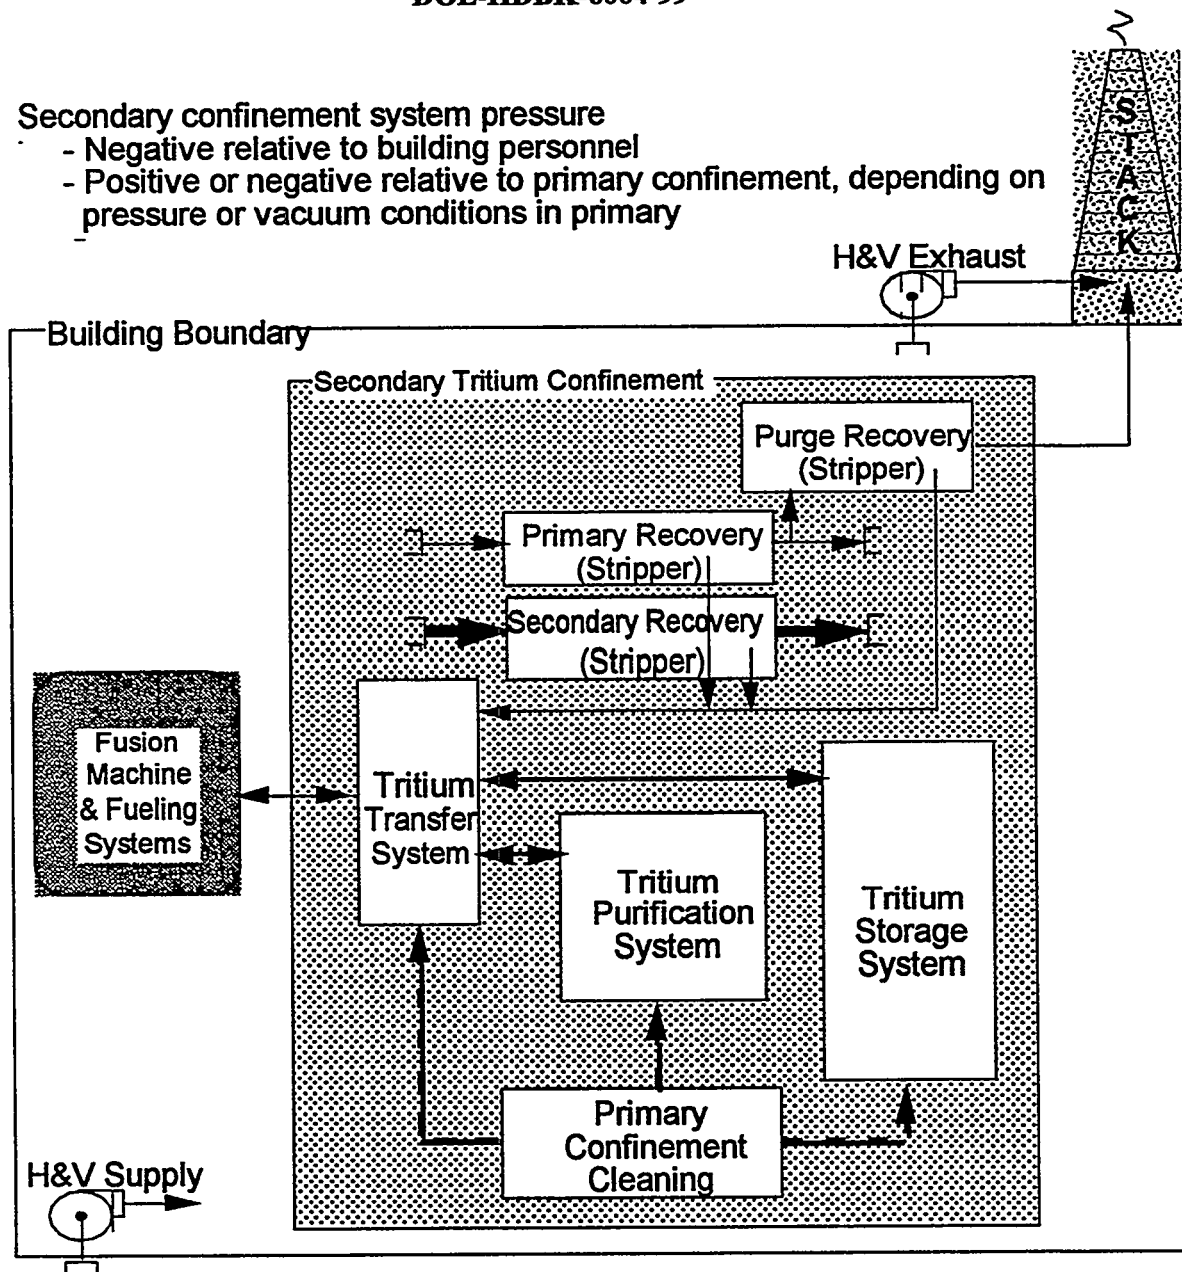 Secondary confinement system pressure
- Negative relative to building personnel
- Positive or negative relative to primary confinement, depending on
pressure or vacuum conditions in primary
STACK
H&V Exhaust
Building Boundary
Secondary Tritium Confinement
Purge Recovery
(Stripper)
Primary Recovery
(Stripper)
Secondary Recovery
(Stripper)
Fusion
Machine
& Fueling
Systems
Tritium
Transfer
System
Tritium
Purification
System
Tritium
Storage
System
Primary
Confinement
Cleaning
H&V Supply